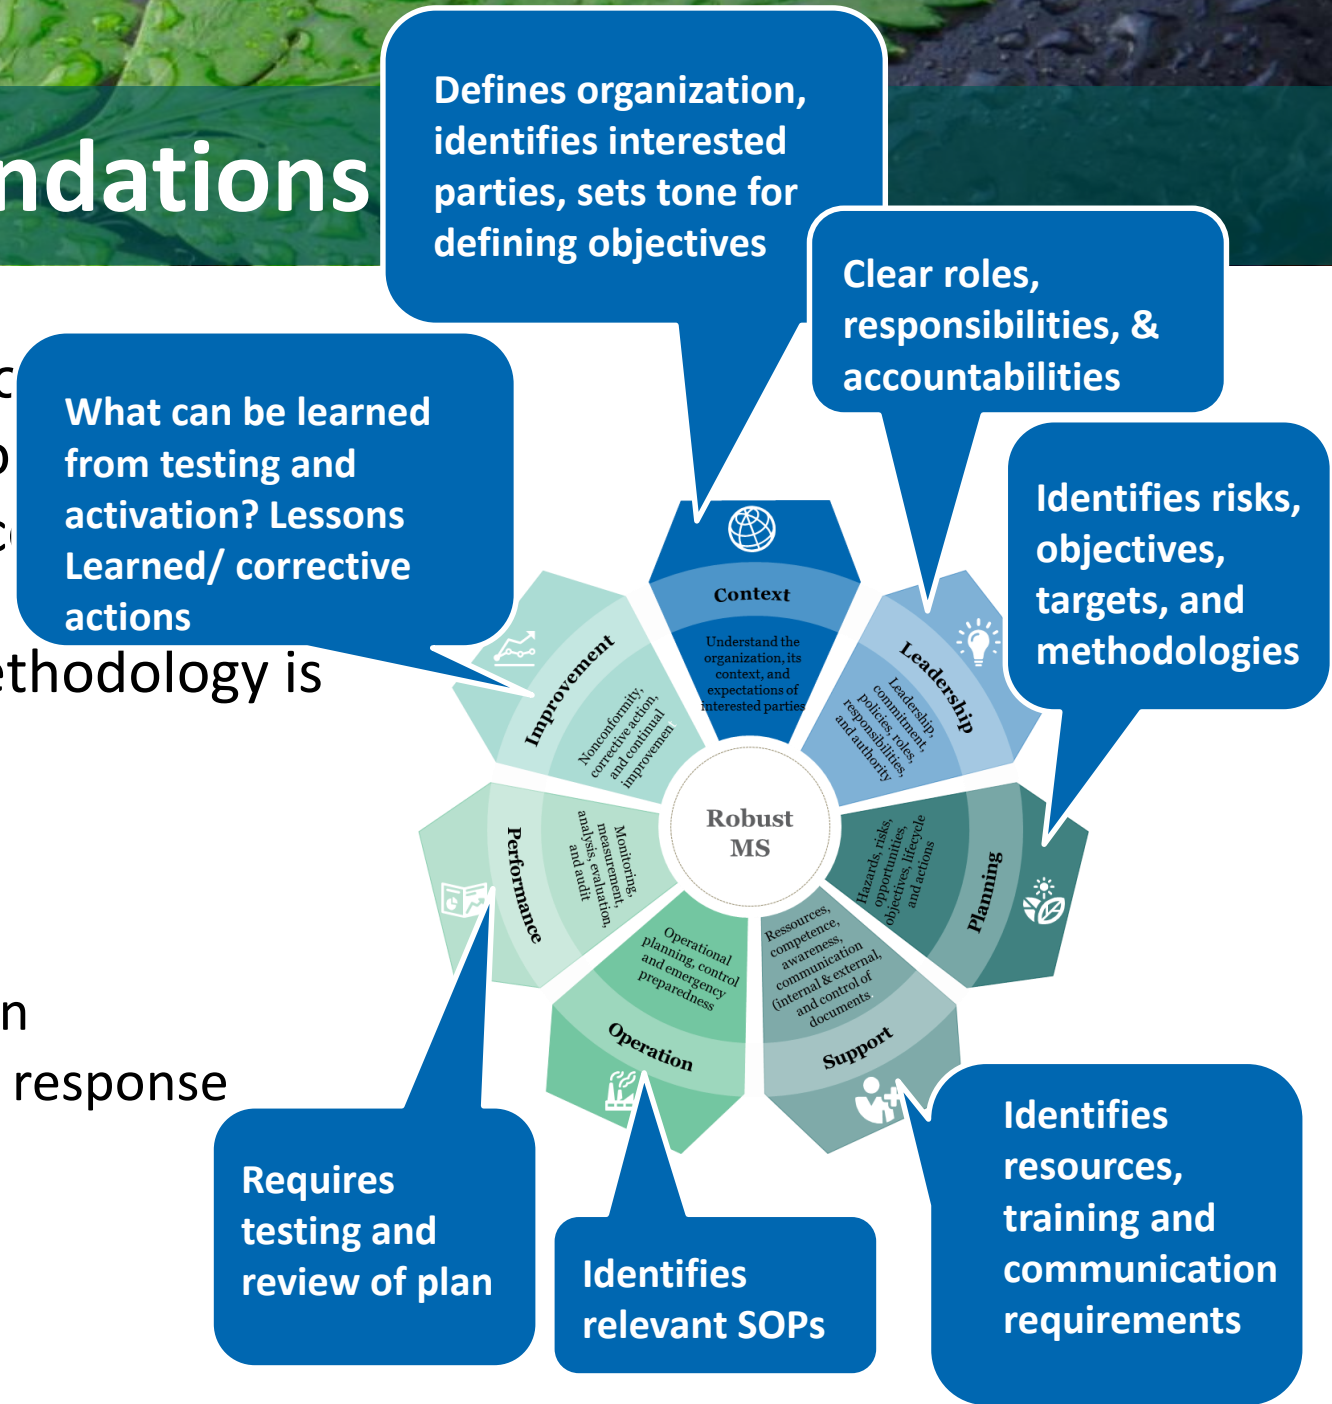 ndations
Defines organization,
identifies interested
parties, sets tone for
defining objectives
Clear roles,
responsibilities, &
accountabilities
What can be learned
from testing and
activation? Lessons
Learned/ corrective
actions
Identifies risks,
objectives,
targets, and
methodologies
ethodology is
n
response
Context
Understand the
organization, its
context, and
expectations of
interested parties
Leadership
Leadership,
commitment,
policies, roles,
responsibilities,
and authority
Planning
Hazards, risks,
opportunities,
objectives, lifecycle
and actions
Support
Ressources,
competence,
awareness,
communication
(internal & external,
and control of
documents.
Operation
Operational
planning, control
and emergency
preparedness
Performance
Monitoring,
measurement,
analysis, evaluation,
and audit
Improvement
Nonconformity,
corrective action,
and continual
improvement
Robust
MS
Requires
testing and
review of plan
Identifies
relevant SOPs
Identifies
resources,
training and
communication
requirements